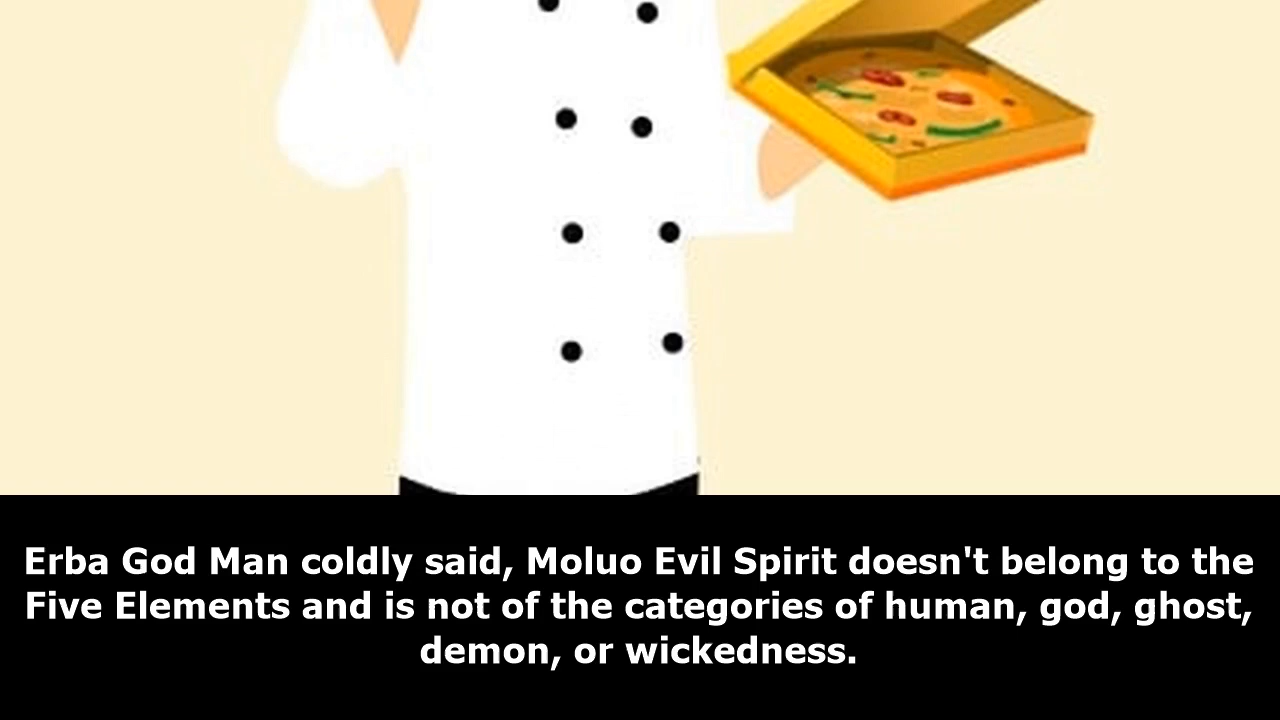 Erba God Man coldly said, Moluo Evil Spirit doesn't belong to the
Five Elements and is not of the categories of human, god, ghost,
demon, or wickedness.